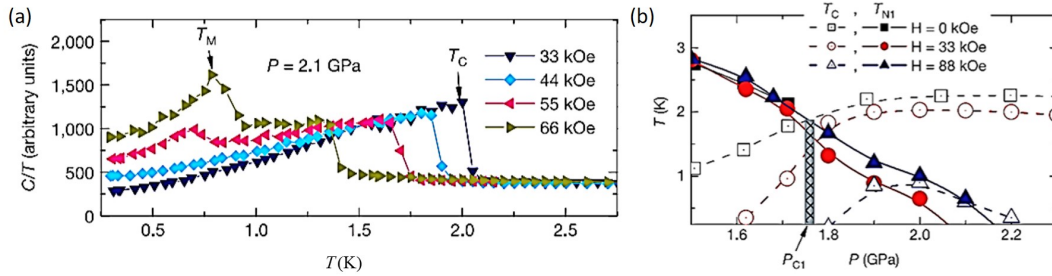 (a)
2,000
1,500
1,000
500
0
C/T (arbitrary units)
T_M
P = 2.1 GPa
T_C
33 kOe
44 kOe
55 kOe
66 kOe
0.5 1.0 1.5 2.0 2.5
T(K)
(b)
T_C , T_N1
, H = 0 kOe
, H = 33 kOe
, H = 88 kOe
3
2
1
T (K)
1.6 1.8 2.0 2.2
P_C1
P (GPa)